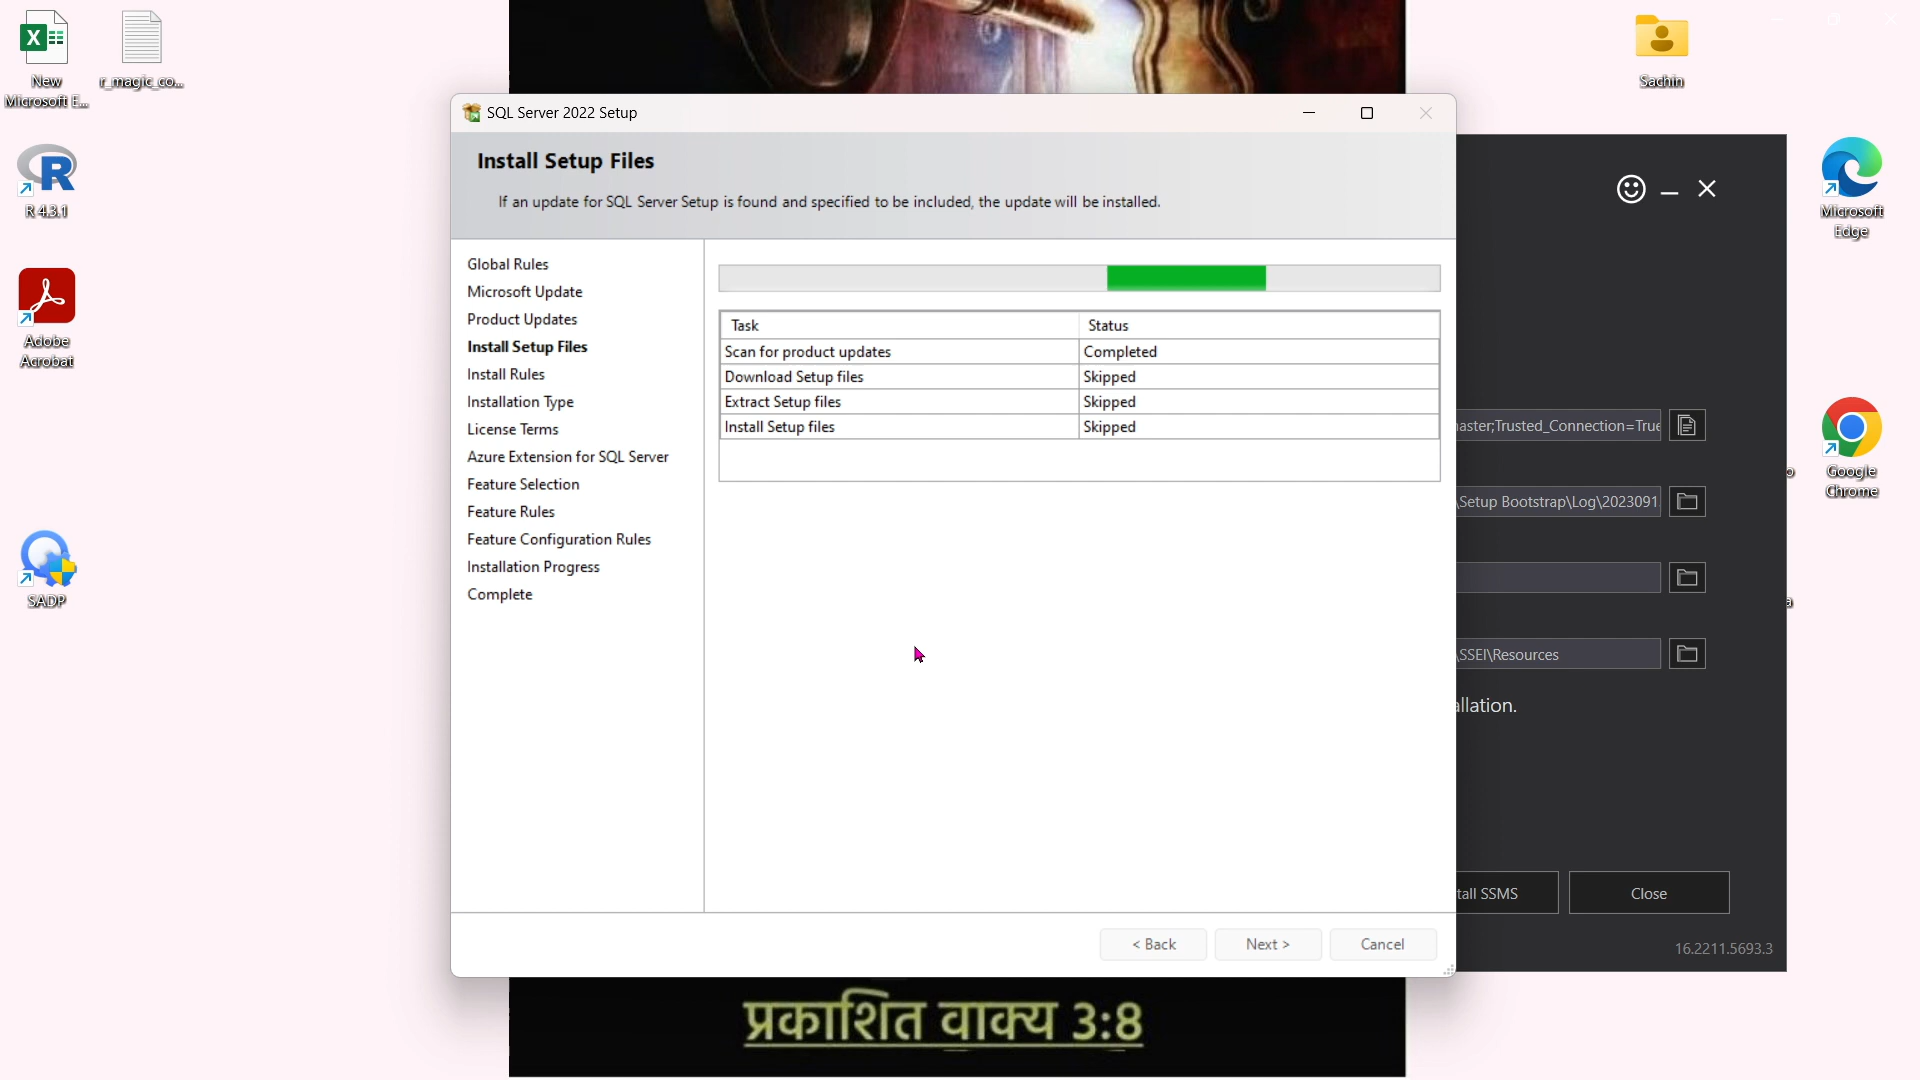 New
Microsoft E...
r_magic_co...
R 4.3.1
Adobe
Acrobat
SADP
Sachin
Microsoft
Edge
Google
Chrome
SQL Server 2022 Setup
Install Setup Files
If an update for SQL Server Setup is found and specified to be included, the update will be installed.
Global Rules
Microsoft Update
Product Updates
Install Setup Files
Install Rules
Installation Type
License Terms
Azure Extension for SQL Server
Feature Selection
Feature Rules
Feature Configuration Rules
Installation Progress
Complete
Task Status
Scan for product updates Completed
Download Setup files Skipped
Extract Setup files Skipped
Install Setup files Skipped
< Back Next > Cancel
aster;Trusted_Connection=True
\Setup Bootstrap\Log\2023091
\SSEI\Resources
allation.
tall SSMS Close
16.2211.5693.3
प्रकाशित वाक्य 3:8